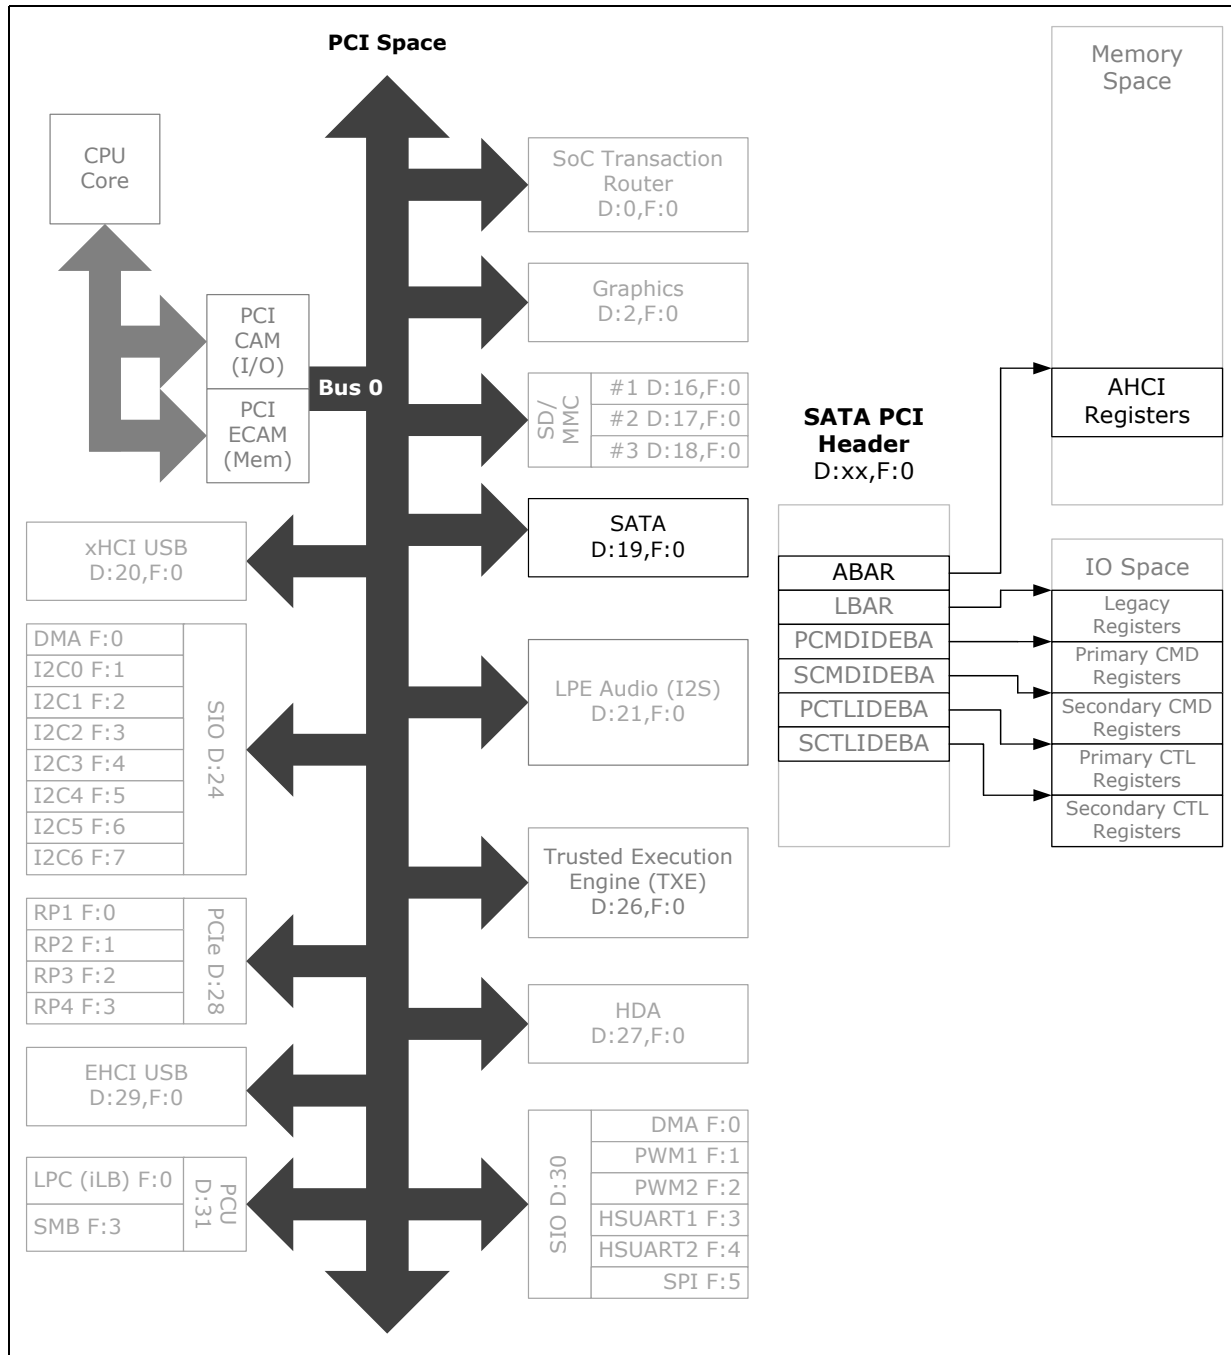 PCI Space
CPU
Core
PCI
CAM
(I/O)
PCI
ECAM
(Mem)
Bus 0
SoC Transaction
Router
D:0,F:0
Graphics
D:2,F:0
SD/
MMC
#1 D:16,F:0
#2 D:17,F:0
#3 D:18,F:0
SATA
D:19,F:0
xHCI USB
D:20,F:0
DMA F:0
I2C0 F:1
I2C1 F:2
I2C2 F:3
I2C3 F:4
I2C4 F:5
I2C5 F:6
I2C6 F:7
SIO D:24
LPE Audio (I2S)
D:21,F:0
Trusted Execution
Engine (TXE)
D:26,F:0
RP1 F:0
RP2 F:1
RP3 F:2
RP4 F:3
PCIe D:28
HDA
D:27,F:0
EHCI USB
D:29,F:0
LPC (iLB) F:0
SMB F:3
PCU
D:31
SIO D:30
DMA F:0
PWM1 F:1
PWM2 F:2
HSUART1 F:3
HSUART2 F:4
SPI F:5
SATA PCI
Header
D:xx,F:0
ABAR
LBAR
PCMDIDEBA
SCMDIDEBA
PCTLIDEBA
SCTLIDEBA
Memory
Space
AHCI
Registers
IO Space
Legacy
Registers
Primary CMD
Registers
Secondary CMD
Registers
Primary CTL
Registers
Secondary CTL
Registers